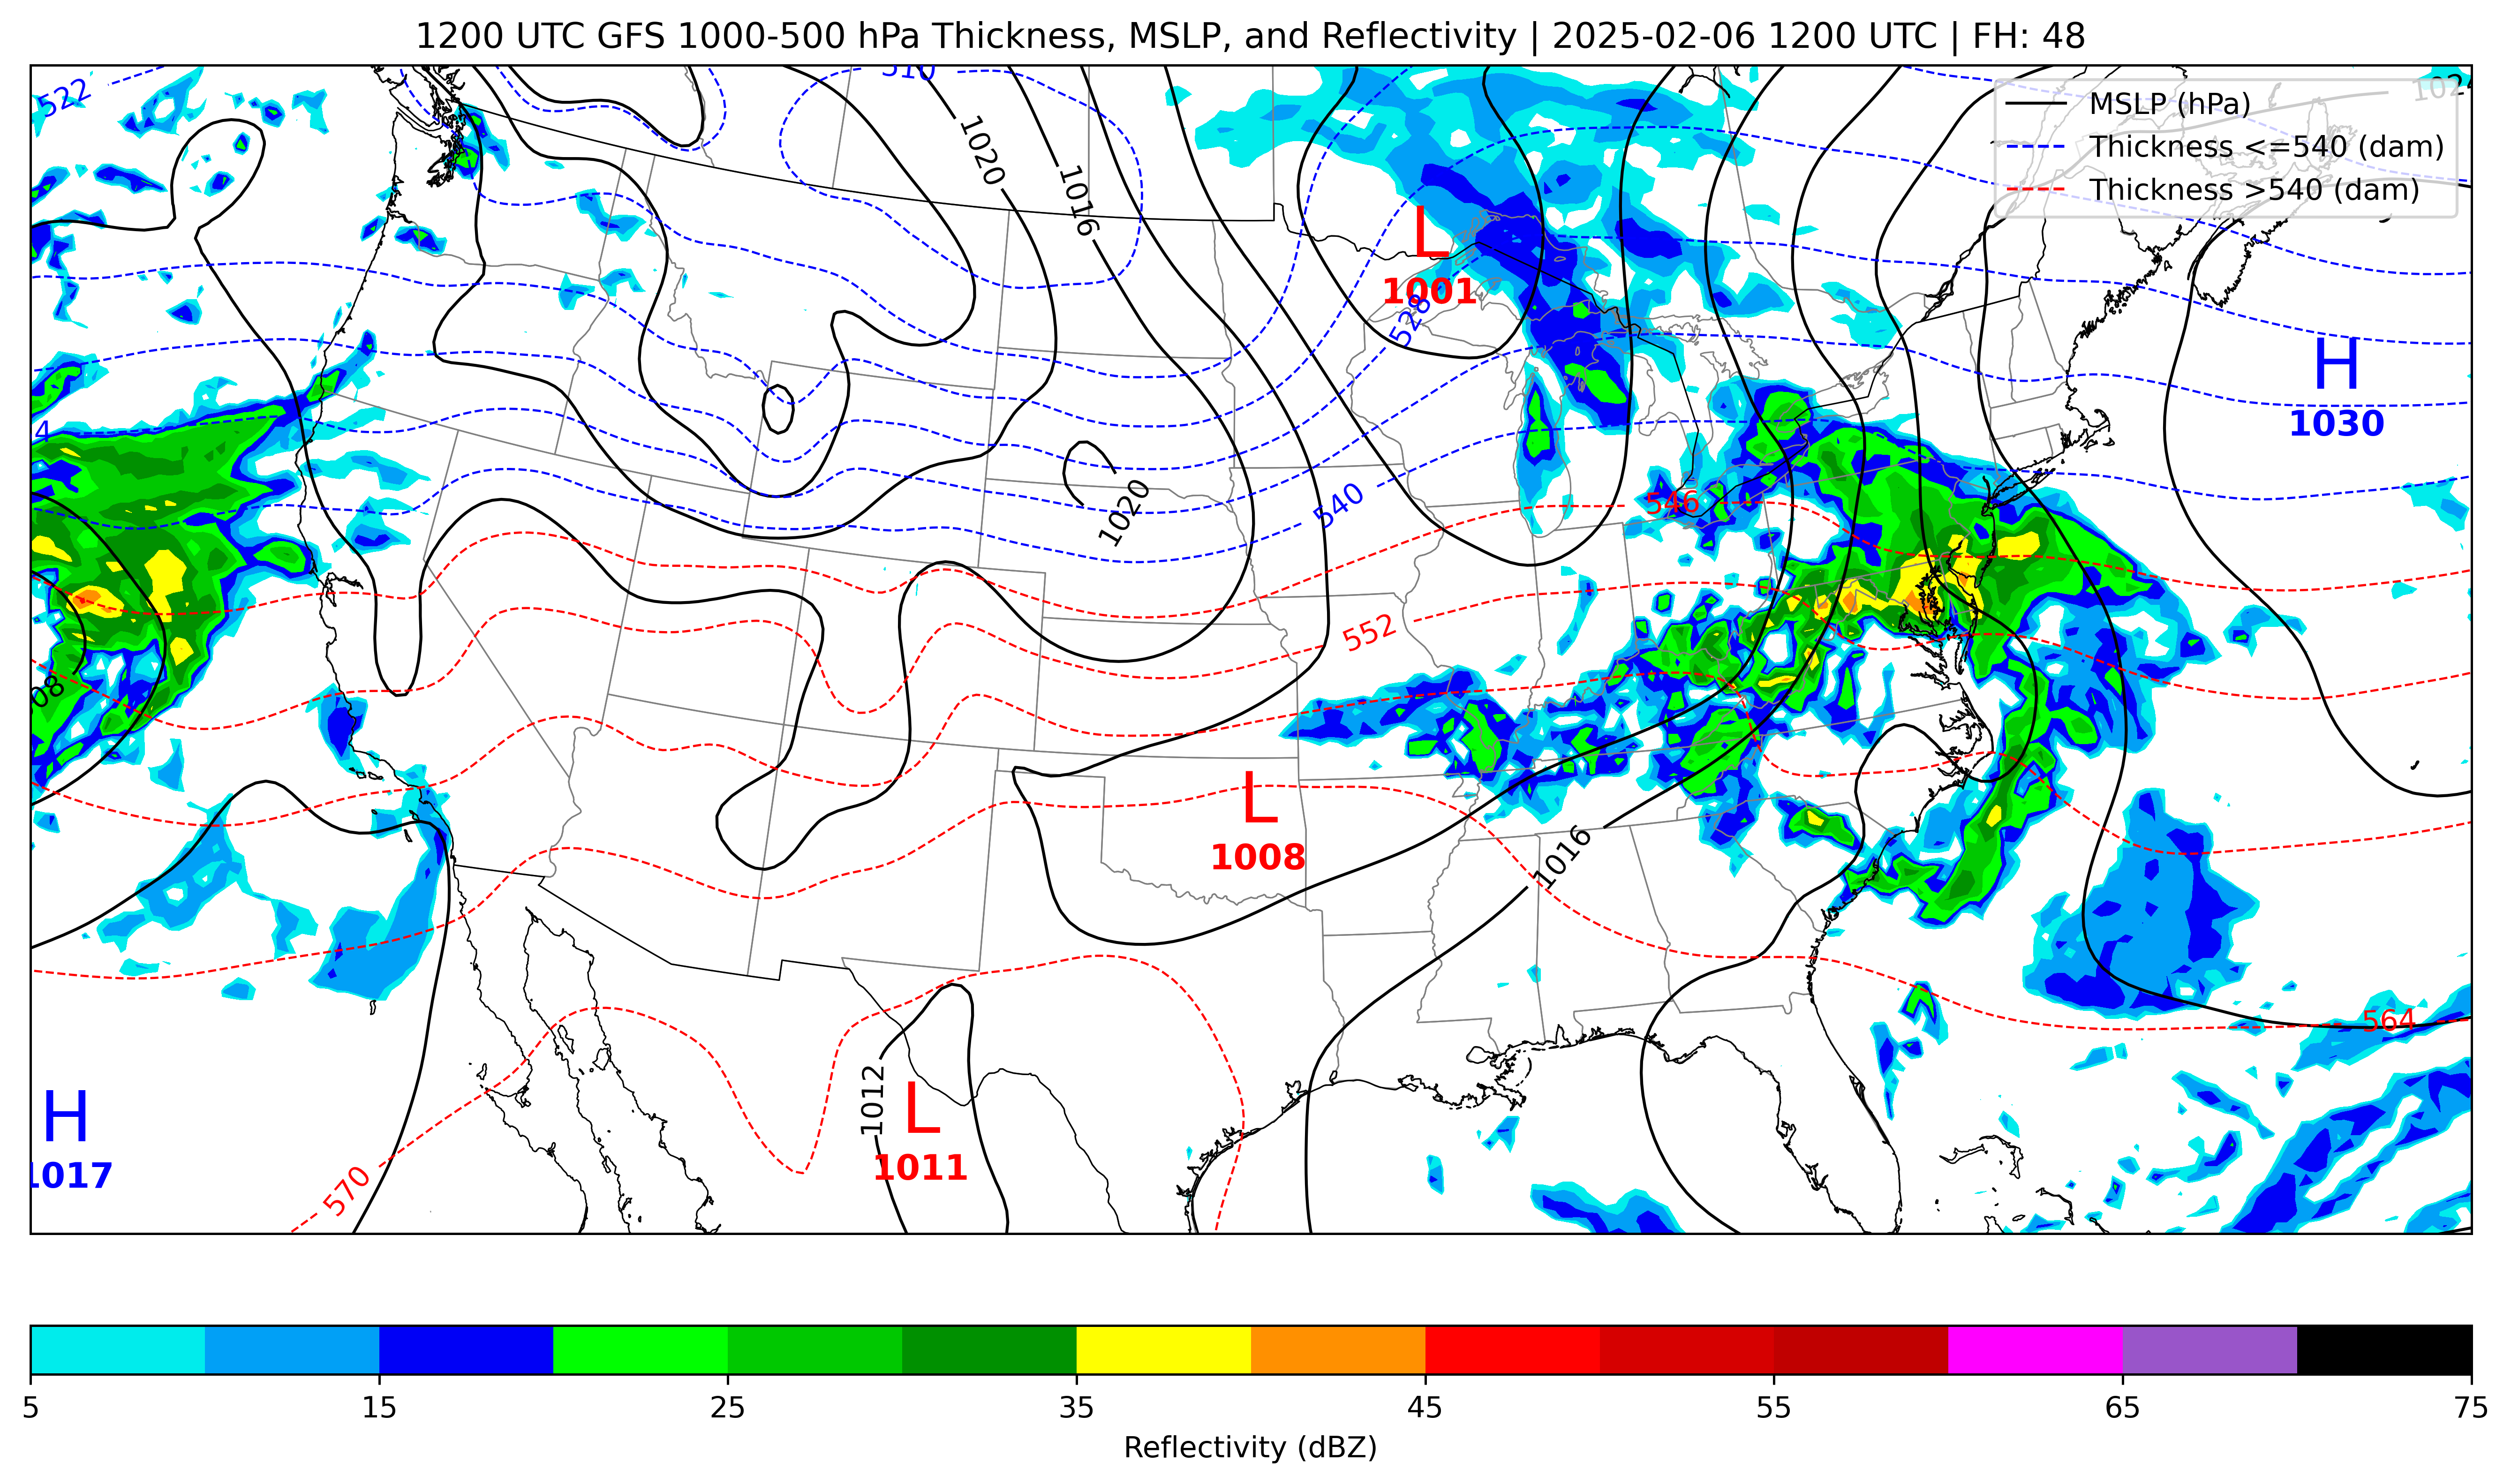 1200 UTC GFS 1000-500 hPa Thickness, MSLP, and Reflectivity | 2025-02-06 1200 UTC | FH: 48
522
510
1020
1016
MSLP (hPa)
Thickness <=540 (dam)
Thickness >540 (dam)
L
1001
528
H
1030
4
1020
540
546
552
L
1008
1016
564
H
1017
1012
L
1011
570
5 15 25 35 45 55 65 75
Reflectivity (dBZ)